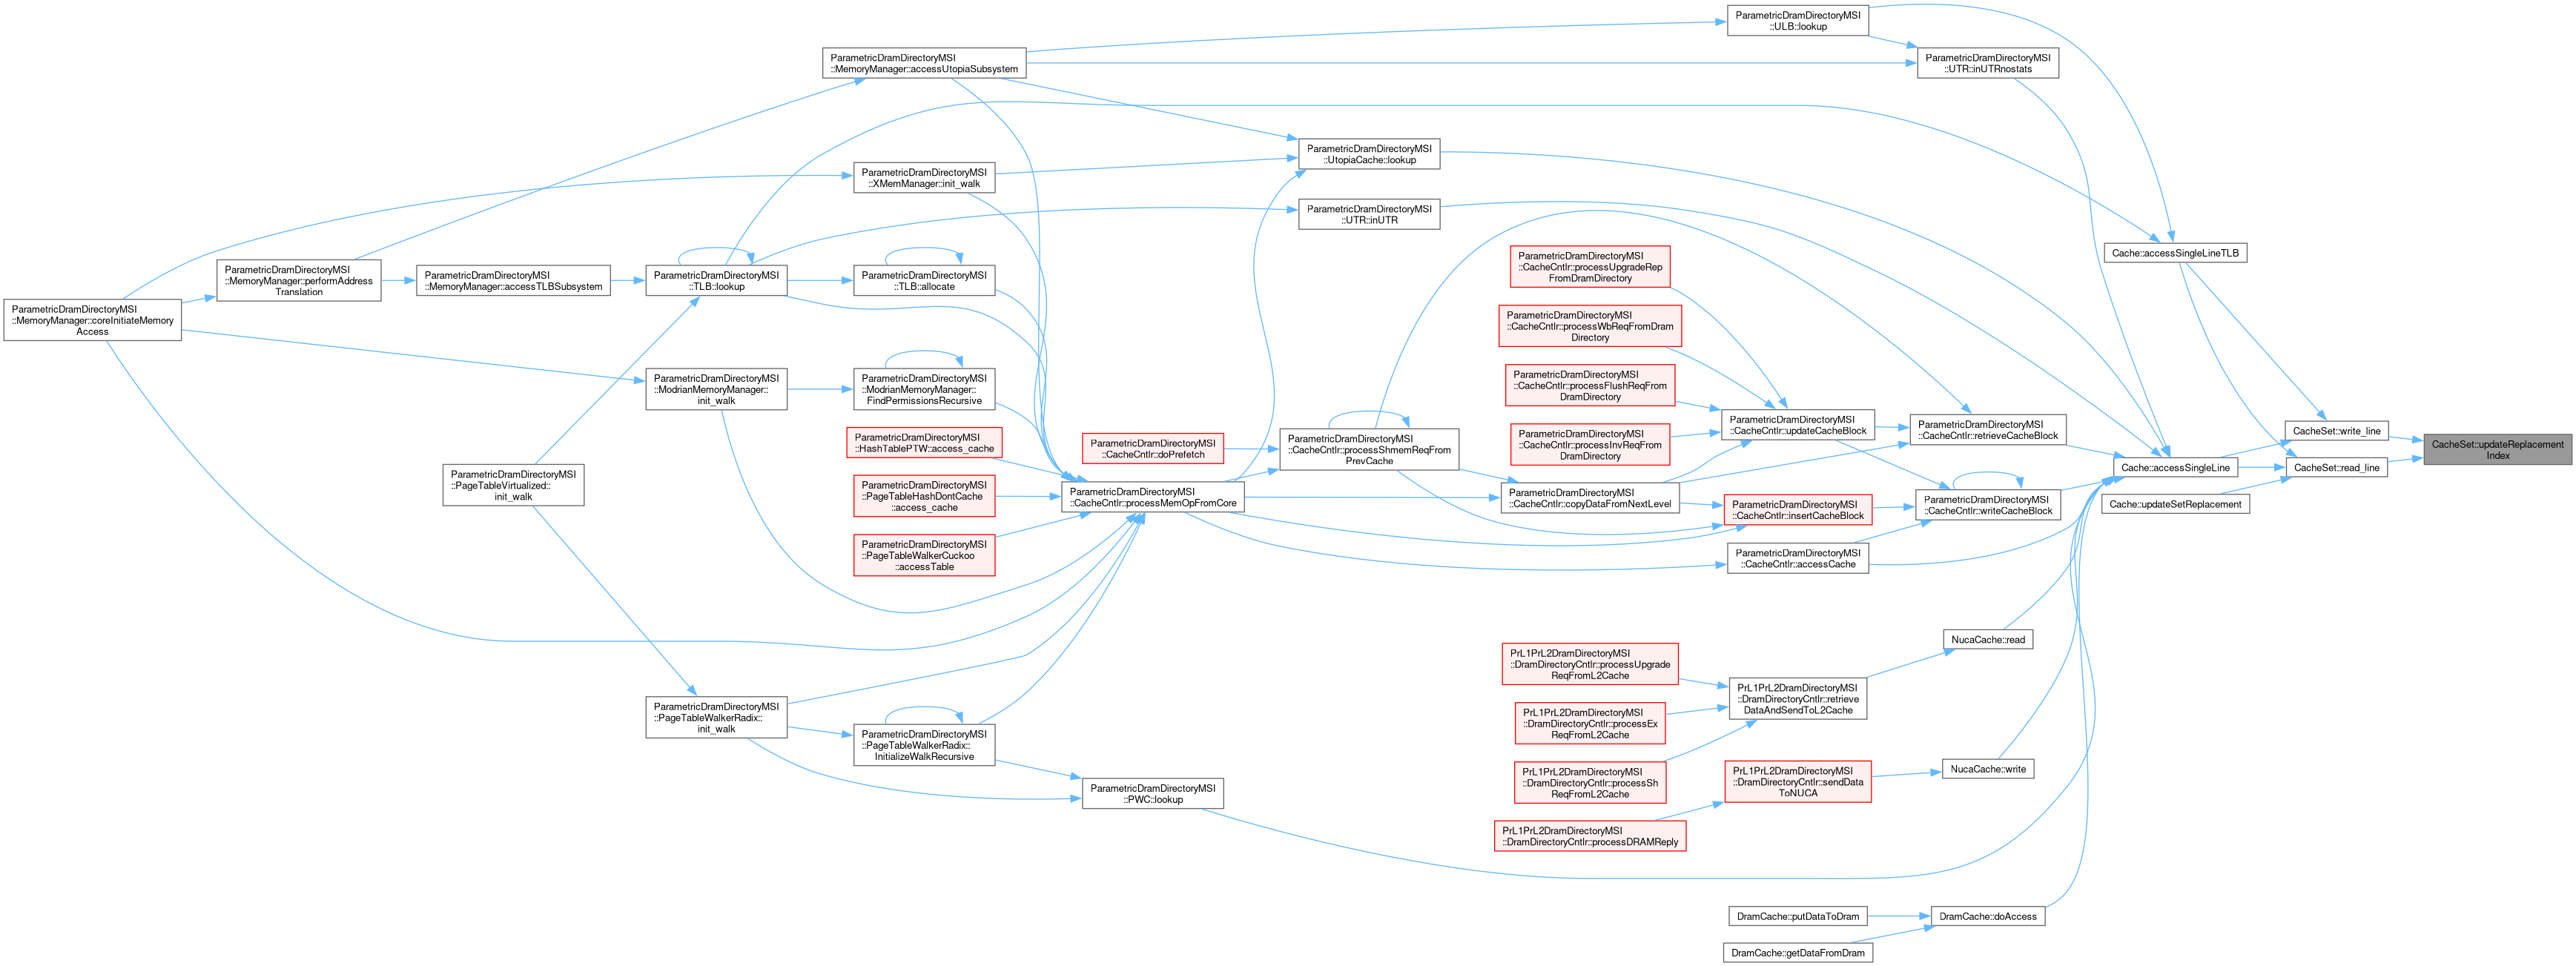 ParametricDramDirectoryMSI
::MemoryManager::coreInitiateMemory
Access
ParametricDramDirectoryMSI
::MemoryManager::performAddress
Translation
ParametricDramDirectoryMSI
::MemoryManager::accessTLBSubsystem
ParametricDramDirectoryMSI
::PageTableVirtualized::
init_walk
ParametricDramDirectoryMSI
::TLB::lookup
ParametricDramDirectoryMSI
::ModrianMemoryManager::
init_walk
ParametricDramDirectoryMSI
::PageTableWalkerRadix::
init_walk
ParametricDramDirectoryMSI
::MemoryManager::accessUtopiaSubsystem
ParametricDramDirectoryMSI
::XMemManager::init_walk
ParametricDramDirectoryMSI
::TLB::allocate
ParametricDramDirectoryMSI
::ModrianMemoryManager::
FindPermissionsRecursive
ParametricDramDirectoryMSI
::HashTablePTW::access_cache
ParametricDramDirectoryMSI
::PageTableHashDontCache
::access_cache
ParametricDramDirectoryMSI
::PageTableWalkerCuckoo
::accessTable
ParametricDramDirectoryMSI
::PageTableWalkerRadix::
InitializeWalkRecursive
ParametricDramDirectoryMSI
::CacheCntlr::doPrefetch
ParametricDramDirectoryMSI
::CacheCntlr::processMemOpFromCore
ParametricDramDirectoryMSI
::PWC::lookup
ParametricDramDirectoryMSI
::UtopiaCache::lookup
ParametricDramDirectoryMSI
::UTR::inUTR
ParametricDramDirectoryMSI
::CacheCntlr::processShmemReqFrom
PrevCache
ParametricDramDirectoryMSI
::CacheCntlr::processUpgradeRep
FromDramDirectory
ParametricDramDirectoryMSI
::CacheCntlr::processWbReqFromDram
Directory
ParametricDramDirectoryMSI
::CacheCntlr::processFlushReqFrom
DramDirectory
ParametricDramDirectoryMSI
::CacheCntlr::processInvReqFrom
DramDirectory
ParametricDramDirectoryMSI
::CacheCntlr::copyDataFromNextLevel
PrL1PrL2DramDirectoryMSI
::DramDirectoryCntlr::processUpgrade
ReqFromL2Cache
PrL1PrL2DramDirectoryMSI
::DramDirectoryCntlr::processEx
ReqFromL2Cache
PrL1PrL2DramDirectoryMSI
::DramDirectoryCntlr::processSh
ReqFromL2Cache
PrL1PrL2DramDirectoryMSI
::DramDirectoryCntlr::processDRAMReply
ParametricDramDirectoryMSI
::ULB::lookup
ParametricDramDirectoryMSI
::CacheCntlr::updateCacheBlock
ParametricDramDirectoryMSI
::CacheCntlr::insertCacheBlock
ParametricDramDirectoryMSI
::CacheCntlr::accessCache
PrL1PrL2DramDirectoryMSI
::DramDirectoryCntlr::retrieve
DataAndSendToL2Cache
PrL1PrL2DramDirectoryMSI
::DramDirectoryCntlr::sendData
ToNUCA
DramCache::putDataToDram
DramCache::getDataFromDram
ParametricDramDirectoryMSI
::UTR::inUTRnostats
ParametricDramDirectoryMSI
::CacheCntlr::retrieveCacheBlock
ParametricDramDirectoryMSI
::CacheCntlr::writeCacheBlock
NucaCache::read
NucaCache::write
DramCache::doAccess
Cache::accessSingleLineTLB
Cache::accessSingleLine
Cache::updateSetReplacement
CacheSet::write_line
CacheSet::read_line
CacheSet::updateReplacement
Index